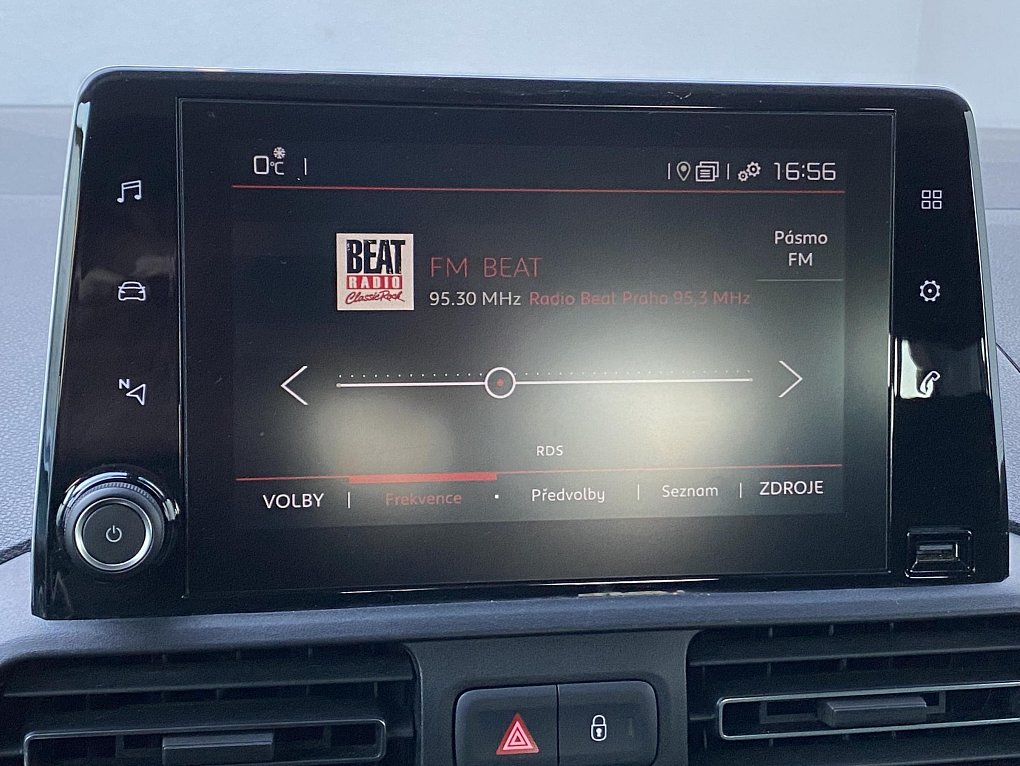 0°C
16:56
BEAT
RADIO
Classic Rock
FM BEAT
95.30 MHz Radio Beat Praha 95,3 MHz
Pásmo
FM
N
RDS
VOLBY | Frekvence · Předvolby | Seznam | ZDROJE